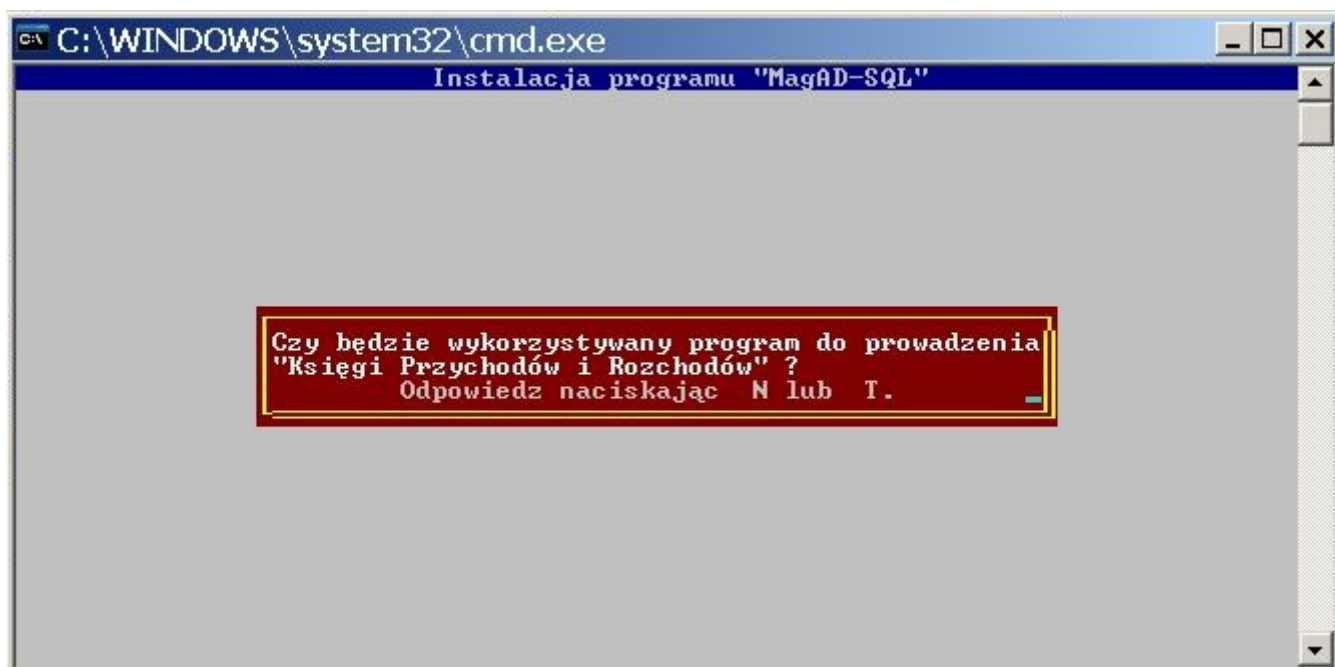 C:\WINDOWS\system32\cmd.exe
Instalacja programu "MagAD-SQL"
Czy będzie wykorzystywany program do prowadzenia
"Księgi Przychodów i Rozchodów" ?
Odpowiedz naciskając N lub T.